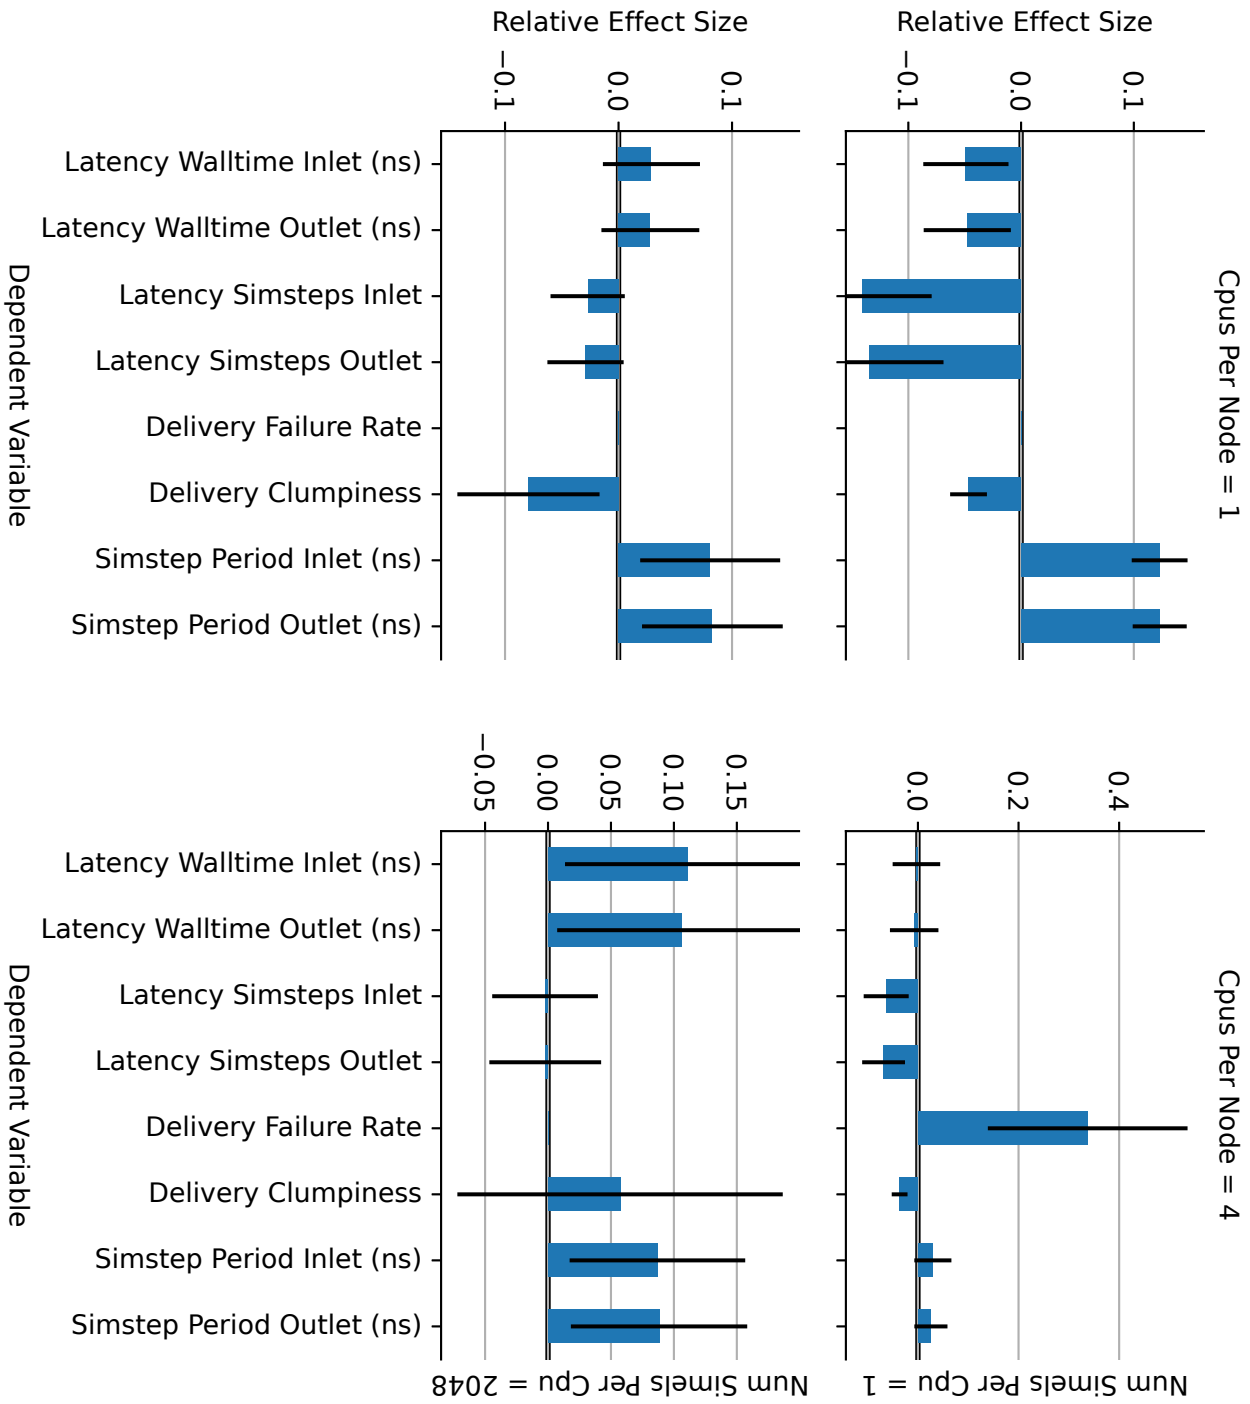 Cpus Per Node = 1
Relative Effect Size
−0.1
0.0
0.1
Cpus Per Node = 4
0.0
0.2
0.4
Num Simels Per Cpu = 1
Relative Effect Size
−0.1
0.0
0.1
Latency Walltime Inlet (ns)
Latency Walltime Outlet (ns)
Latency Simsteps Inlet
Latency Simsteps Outlet
Delivery Failure Rate
Delivery Clumpiness
Simstep Period Inlet (ns)
Simstep Period Outlet (ns)
Dependent Variable
−0.05
0.00
0.05
0.10
0.15
Num Simels Per Cpu = 2048
Latency Walltime Inlet (ns)
Latency Walltime Outlet (ns)
Latency Simsteps Inlet
Latency Simsteps Outlet
Delivery Failure Rate
Delivery Clumpiness
Simstep Period Inlet (ns)
Simstep Period Outlet (ns)
Dependent Variable